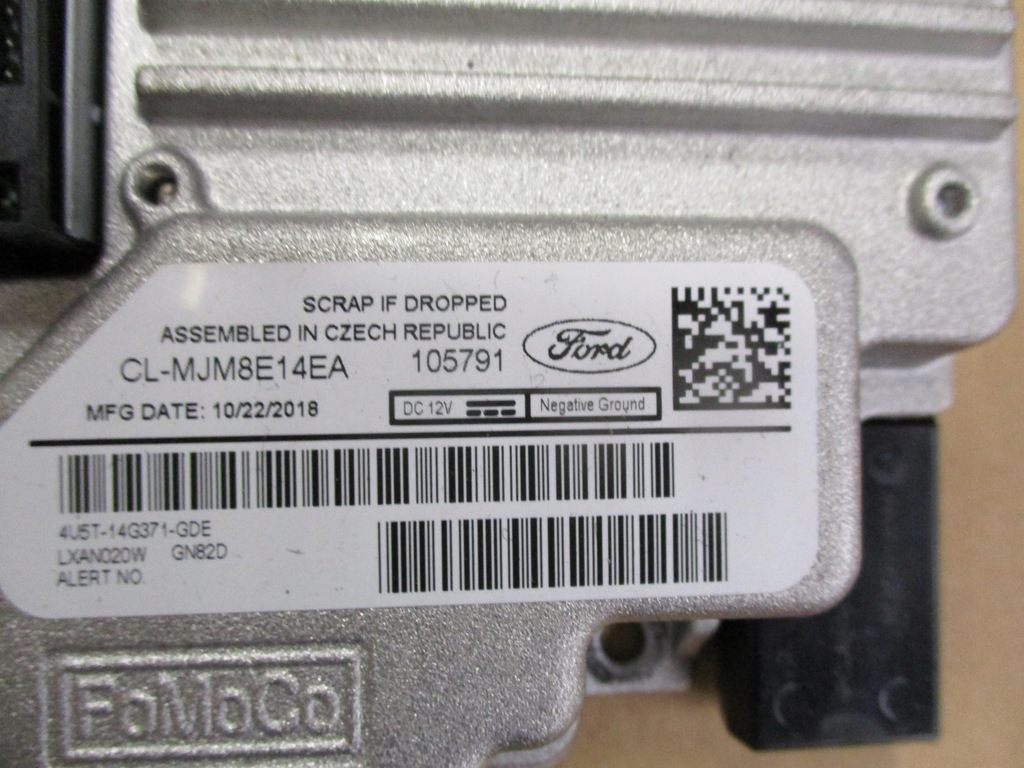 SCRAP IF DROPPED
ASSEMBLED IN CZECH REPUBLIC
CL-MJM8E14EA 105791
Ford
MFG DATE: 10/22/2018
DC 12V Negative Ground
4U5T-14G371-GDE
LXAN020W GN82D
ALERT NO.
FoMoCo